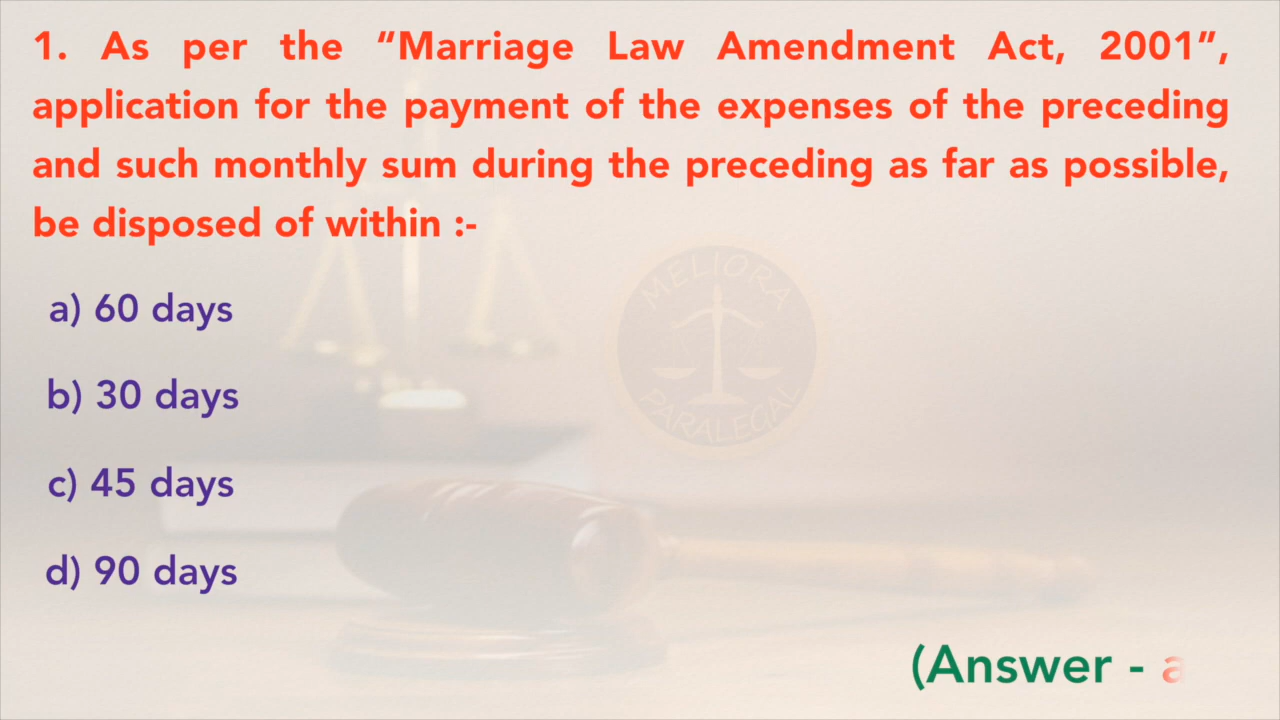 1. As per the “Marriage Law Amendment Act, 2001”,
application for the payment of the expenses of the preceding
and such monthly sum during the preceding as far as possible,
be disposed of within :-
a) 60 days
MELIORA
PARALEGAL
b) 30 days
c) 45 days
d) 90 days
(Answer - a